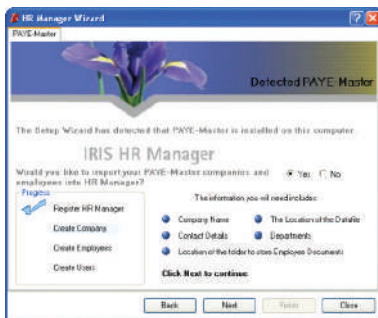 HR Manager Wizard
PAYE-Master
Detected PAYE-Master
The Setup Wizard has detected that PAYE-Master is installed on this computer
IRIS HR Manager
Would you like to import your PAYE-Master companies and employees into HR Manager?
Yes No
Progress
Register HR Manager
Create Company
Create Employees
Create Users
The information you will need includes:
Company Name
The Location of the Datafile
Contact Details
Departments
Location of the folder to store Employee Documents
Click Next to continue
Back Next Finish Close